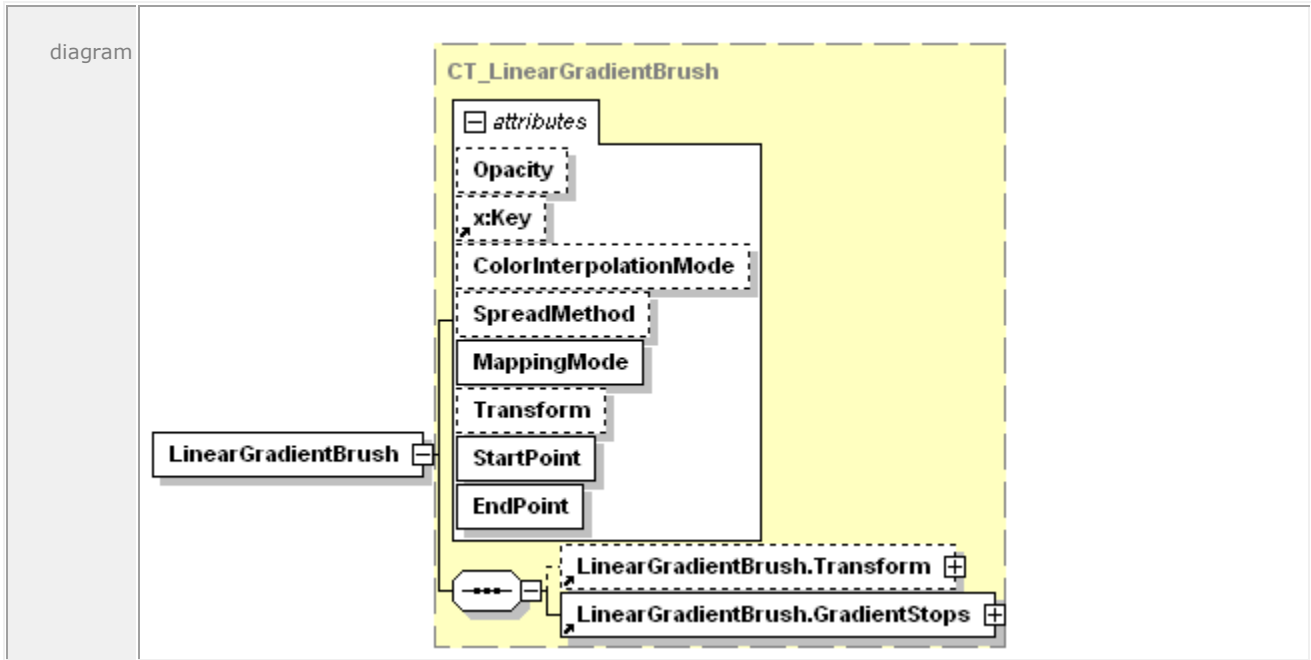 diagram
CT_LinearGradientBrush
attributes
Opacity
x:Key
ColorInterpolationMode
SpreadMethod
MappingMode
Transform
StartPoint
EndPoint
LinearGradientBrush
LinearGradientBrush.Transform
LinearGradientBrush.GradientStops